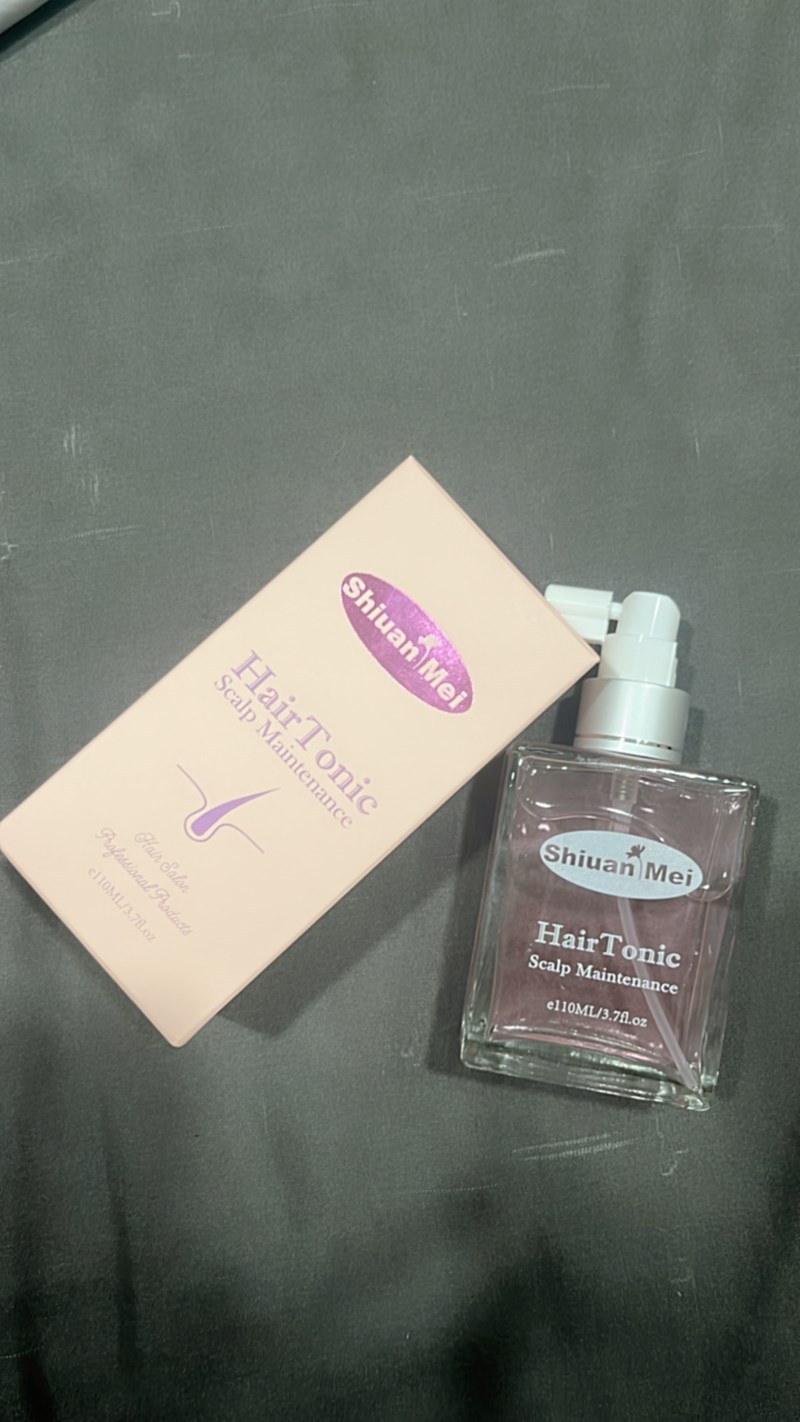 Shiuan Mei
HairTonic
Scalp Maintenance
Hair Salon
Professional Products
e110ML/3.7fl.oz
Shiuan Mei
HairTonic
Scalp Maintenance
e110ML/3.7fl.oz